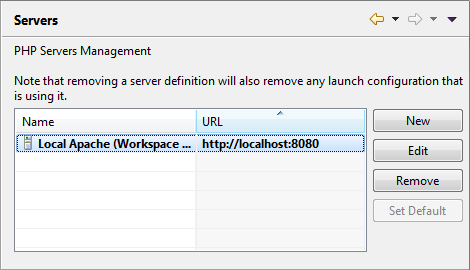 Servers
PHP Servers Management
Note that removing a server definition will also remove any launch configuration that
is using it.
Name URL
Local Apache (Workspace ... http://localhost:8080
New
Edit
Remove
Set Default